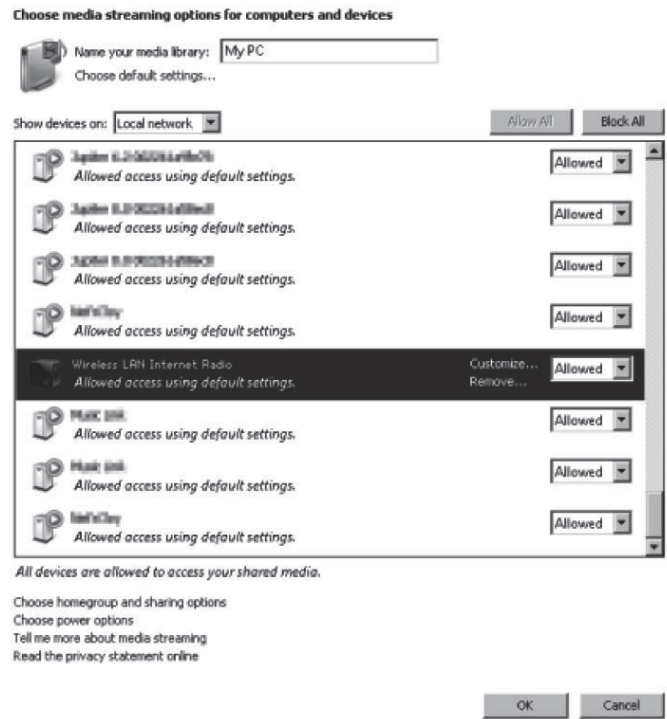 Choose media streaming options for computers and devices
Name your media library: My PC
Choose default settings...
Show devices on: Local network
Allow All
Block All
Allowed
Allowed access using default settings.
Allowed
Allowed access using default settings.
Allowed
Allowed access using default settings.
Allowed
Allowed access using default settings.
Wireless LAN Internet Radio Customize... Allowed
Allowed access using default settings. Remove...
Allowed
Allowed access using default settings.
Allowed
Allowed access using default settings.
Allowed
Allowed access using default settings.
All devices are allowed to access your shared media.
Choose homegroup and sharing options
Choose power options
Tell me more about media streaming
Read the privacy statement online
OK
Cancel